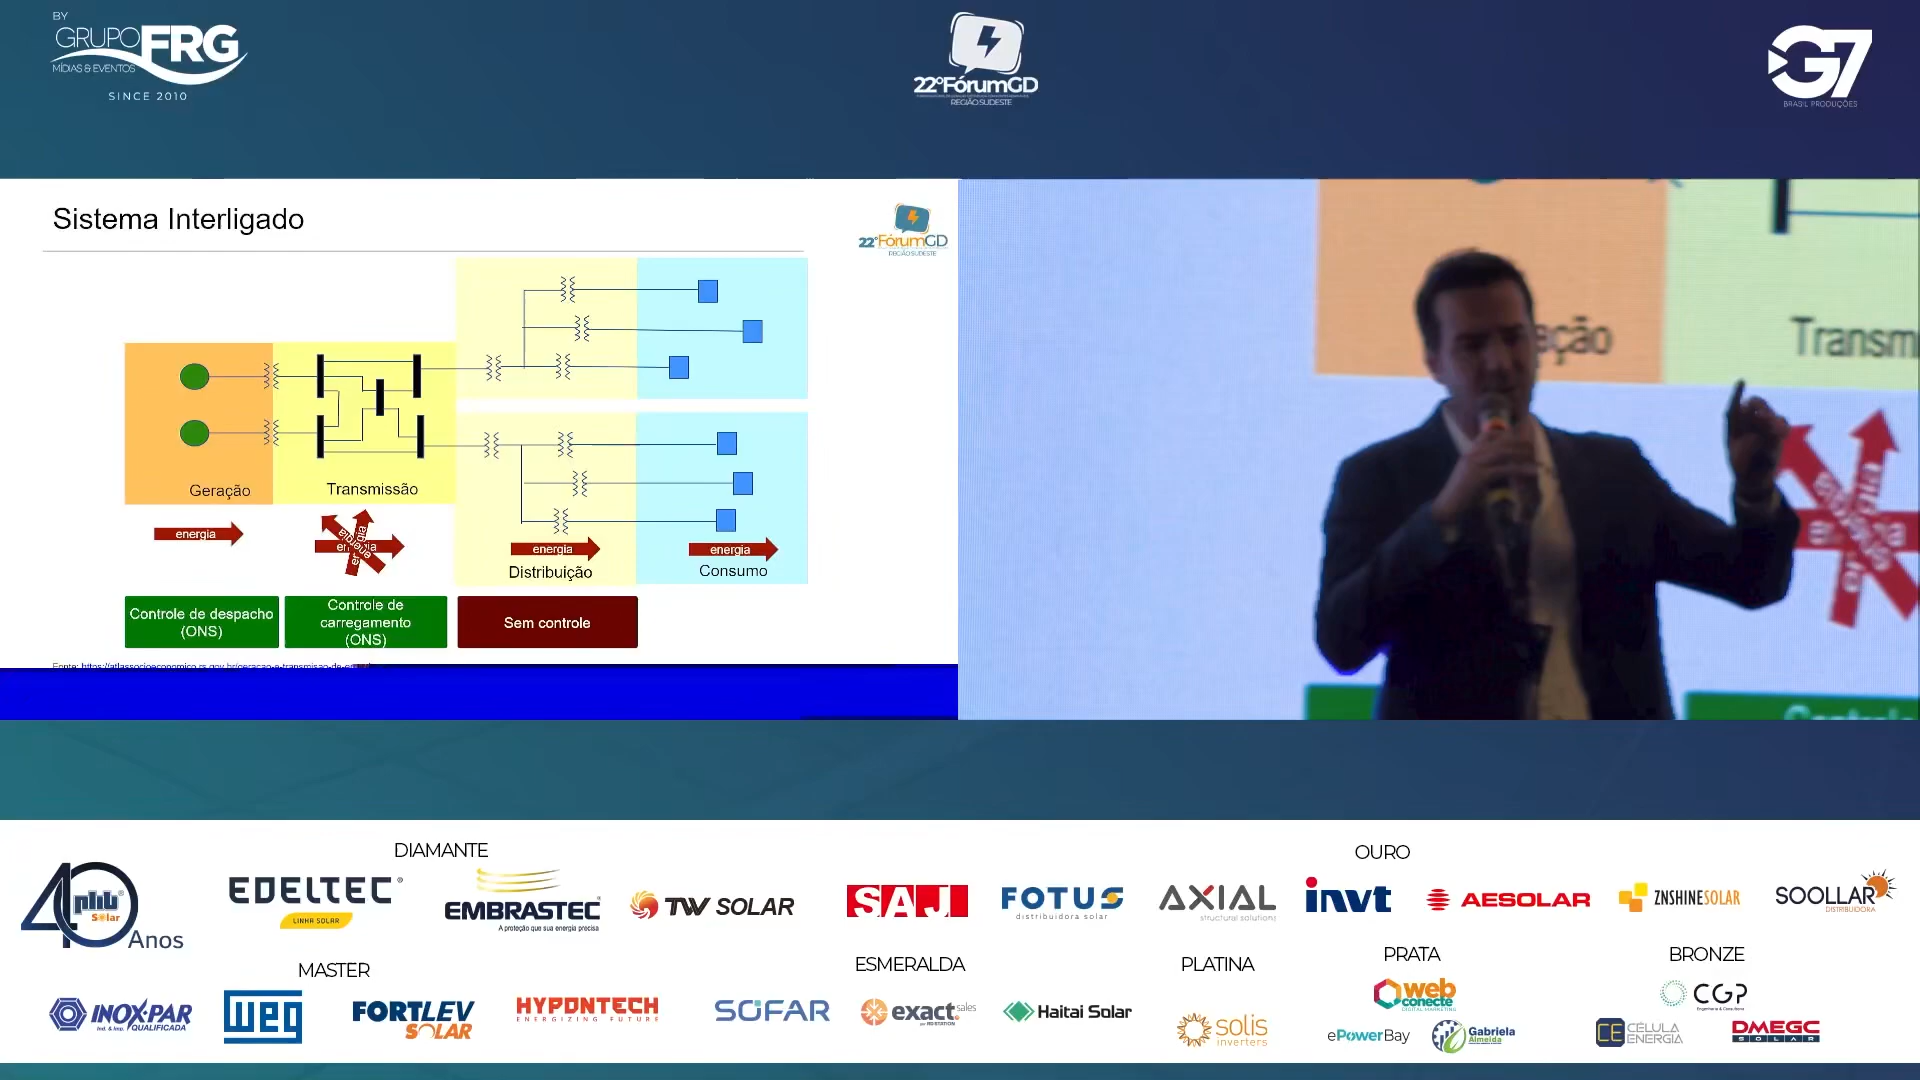 BY
GRUPO FRG
MÍDIAS & EVENTOS
SINCE 2010
22ºFórumGD
REGIÃO SUDESTE
G7
BRASIL PRODUÇÕES
Sistema Interligado
22ºFórumGD
REGIÃO SUDESTE
Geração
Transmissão
energia
energia
energia
energia
Distribuição
Consumo
Controle de despacho
(ONS)
Controle de
carregamento
(ONS)
Sem controle
ação
Transm
DIAMANTE
OURO
40
phb
Solar
Anos
EDELTEC
LINHA SOLAR
EMBRASTEC
A proteção que sua energia precisa
TW SOLAR
SAJ
FOTUS
distribuidora solar
AXIAL
structural solutions
invt
AESOLAR
ZNSHINESOLAR
SOOLLAR
DISTRIBUIDORA
MASTER
ESMERALDA
PLATINA
PRATA
BRONZE
INOX-PAR
Ind. & Imp. QUALIFICADA
WEG
FORTLEV
SOLAR
HYPONTECH
ENERGIZING FUTURE
SOFAR
exact sales
Haitai Solar
solis
inverters
web
conecte
DIGITAL MARKETING
ePowerBay
Gabriela
Almeida
CGP
CE
CÉLULA
ENERGIA
DMEGC
SOLAR